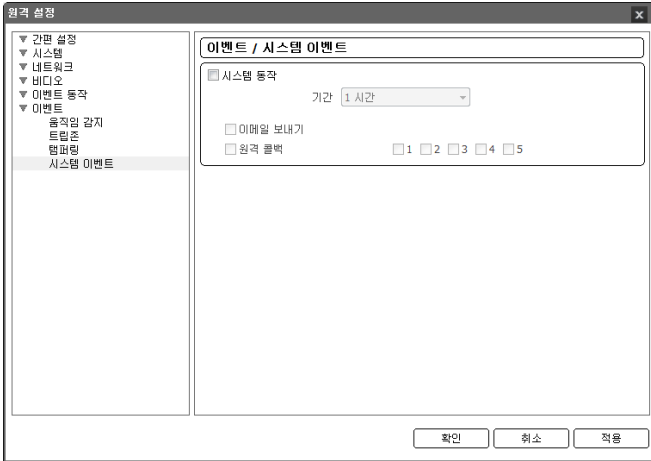 원격 설정
x
간편 설정
시스템
네트워크
비디오
이벤트 동작
이벤트
움직임 감지
트립존
탬퍼링
시스템 이벤트
이벤트 / 시스템 이벤트
시스템 동작
기간 1 시간
이메일 보내기
원격 콜백 1 2 3 4 5
확인 취소 적용